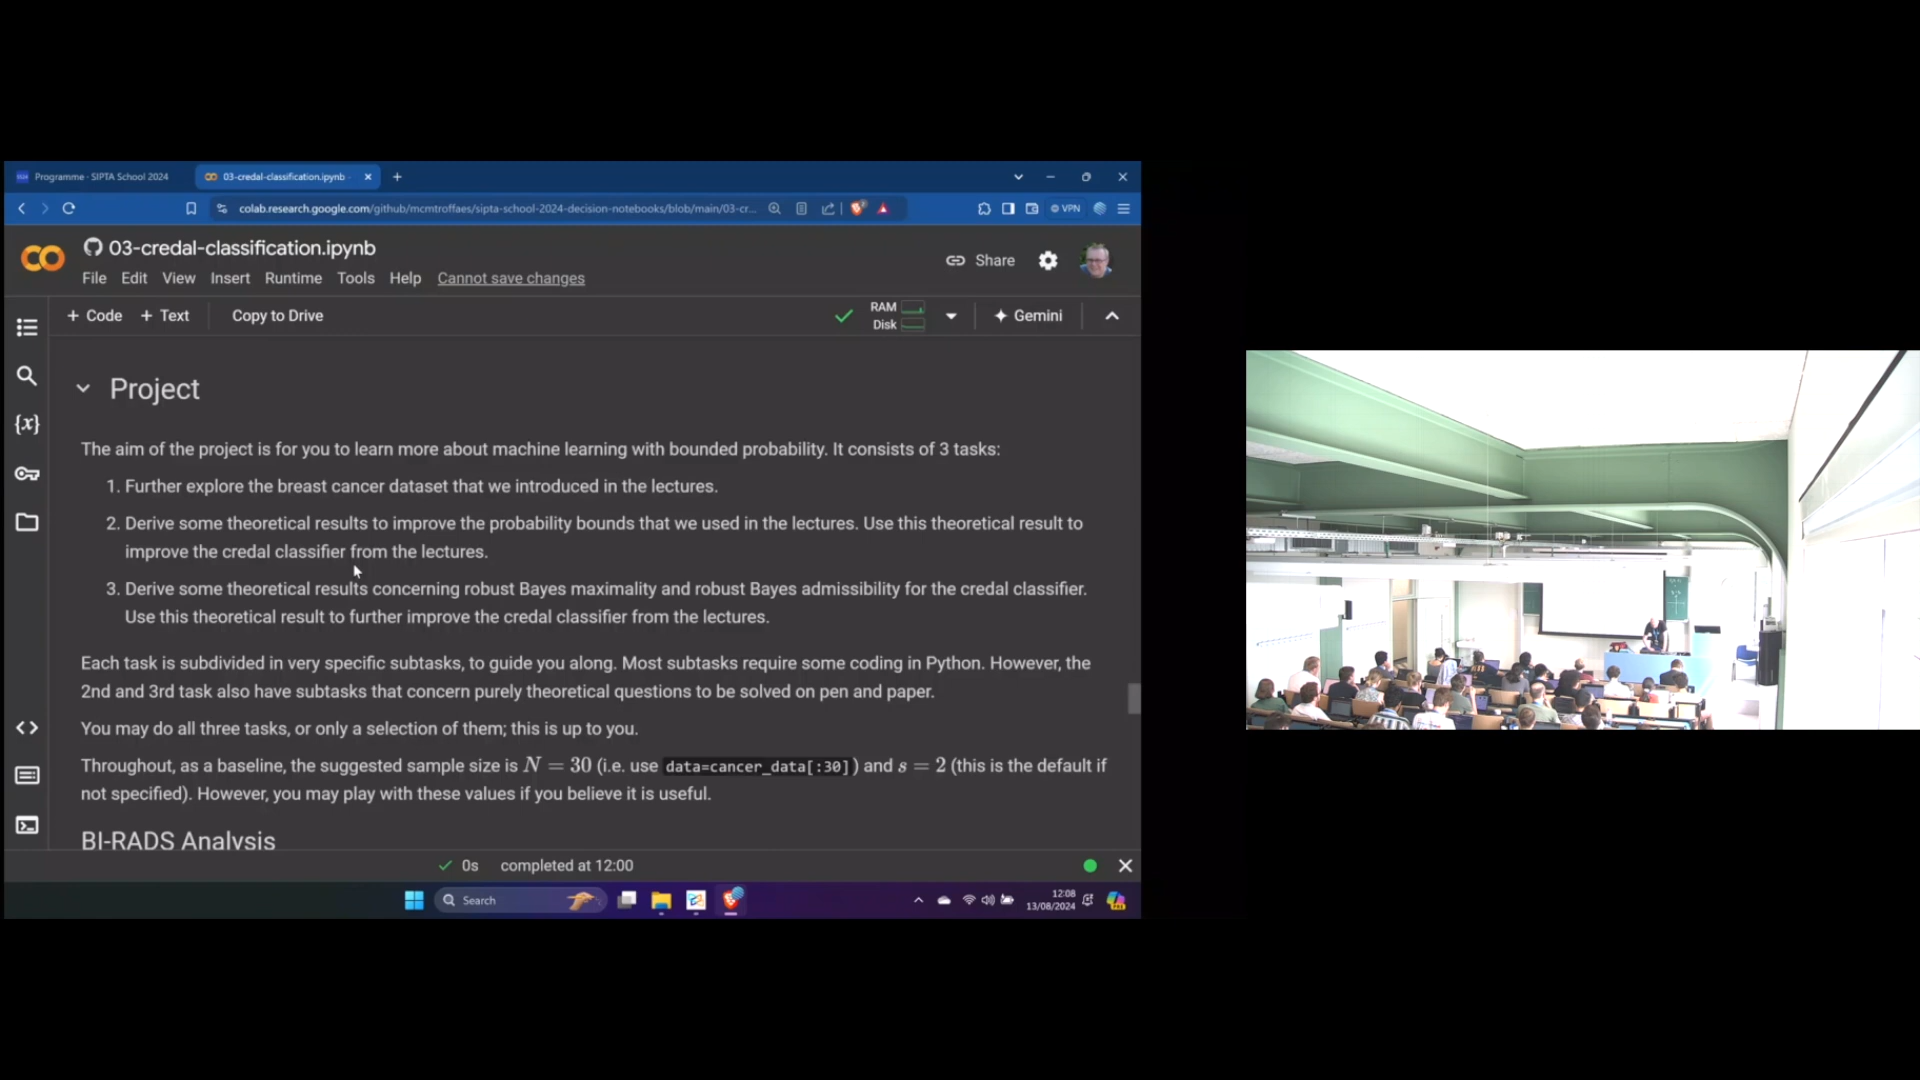 Programme · SIPTA School 2024
03-credal-classification.ipynb
colab.research.google.com/github/mcmtroffaes/sipta-school-2024-decision-notebooks/blob/main/03-cr...
VPN
03-credal-classification.ipynb
Share
File Edit View Insert Runtime Tools Help Cannot save changes
+ Code + Text Copy to Drive
RAM
Disk
Gemini
{x}
Project
The aim of the project is for you to learn more about machine learning with bounded probability. It consists of 3 tasks:
1. Further explore the breast cancer dataset that we introduced in the lectures.
2. Derive some theoretical results to improve the probability bounds that we used in the lectures. Use this theoretical result to
improve the credal classifier from the lectures.
3. Derive some theoretical results concerning robust Bayes maximality and robust Bayes admissibility for the credal classifier.
Use this theoretical result to further improve the credal classifier from the lectures.
Each task is subdivided in very specific subtasks, to guide you along. Most subtasks require some coding in Python. However, the
2nd and 3rd task also have subtasks that concern purely theoretical questions to be solved on pen and paper.
You may do all three tasks, or only a selection of them; this is up to you.
Throughout, as a baseline, the suggested sample size is N = 30 (i.e. use data=cancer_data[:30]) and s = 2 (this is the default if
not specified). However, you may play with these values if you believe it is useful.
BI-RADS Analysis
0s completed at 12:00
Search
12:08
13/08/2024